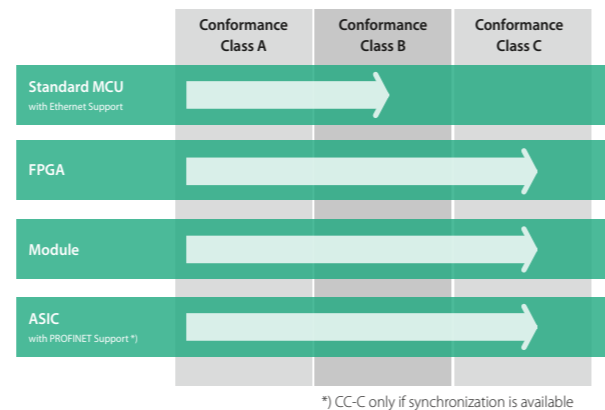 Conformance
Class A
Conformance
Class B
Conformance
Class C
Standard MCU
with Ethernet Support
FPGA
Module
ASIC
with PROFINET Support *)
*) CC-C only if synchronization is available